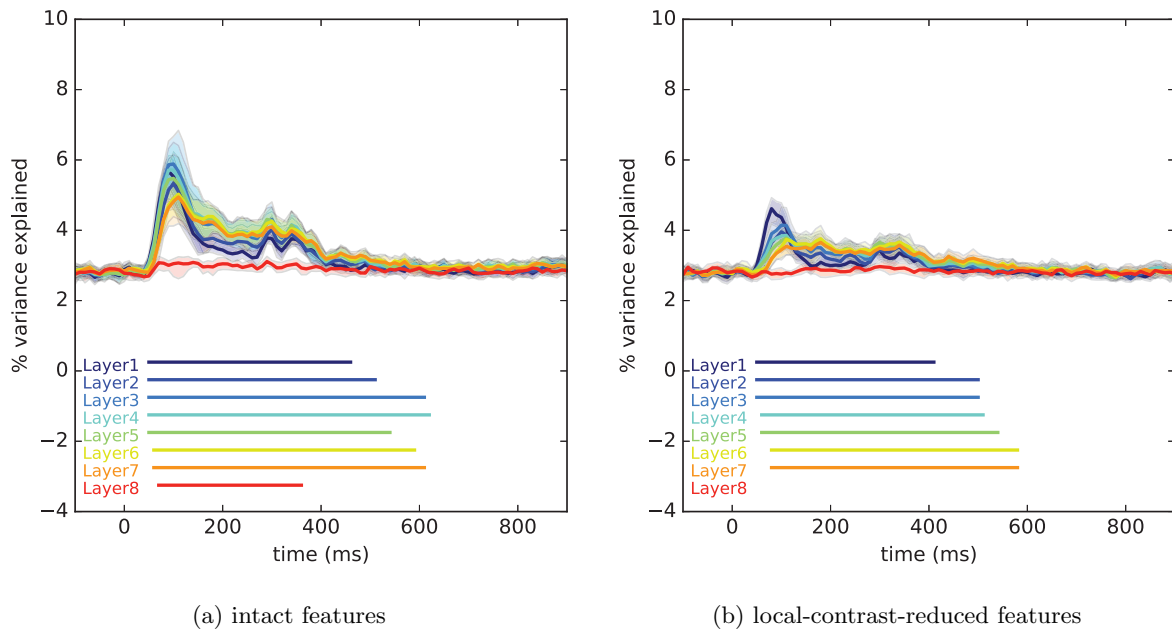 10
8
6
4
2
0
−2
−4
% variance explained
Layer1
Layer2
Layer3
Layer4
Layer5
Layer6
Layer7
Layer8
0 200 400 600 800
time (ms)
(a) intact features
10
8
6
4
2
0
−2
−4
% variance explained
Layer1
Layer2
Layer3
Layer4
Layer5
Layer6
Layer7
Layer8
0 200 400 600 800
time (ms)
(b) local-contrast-reduced features